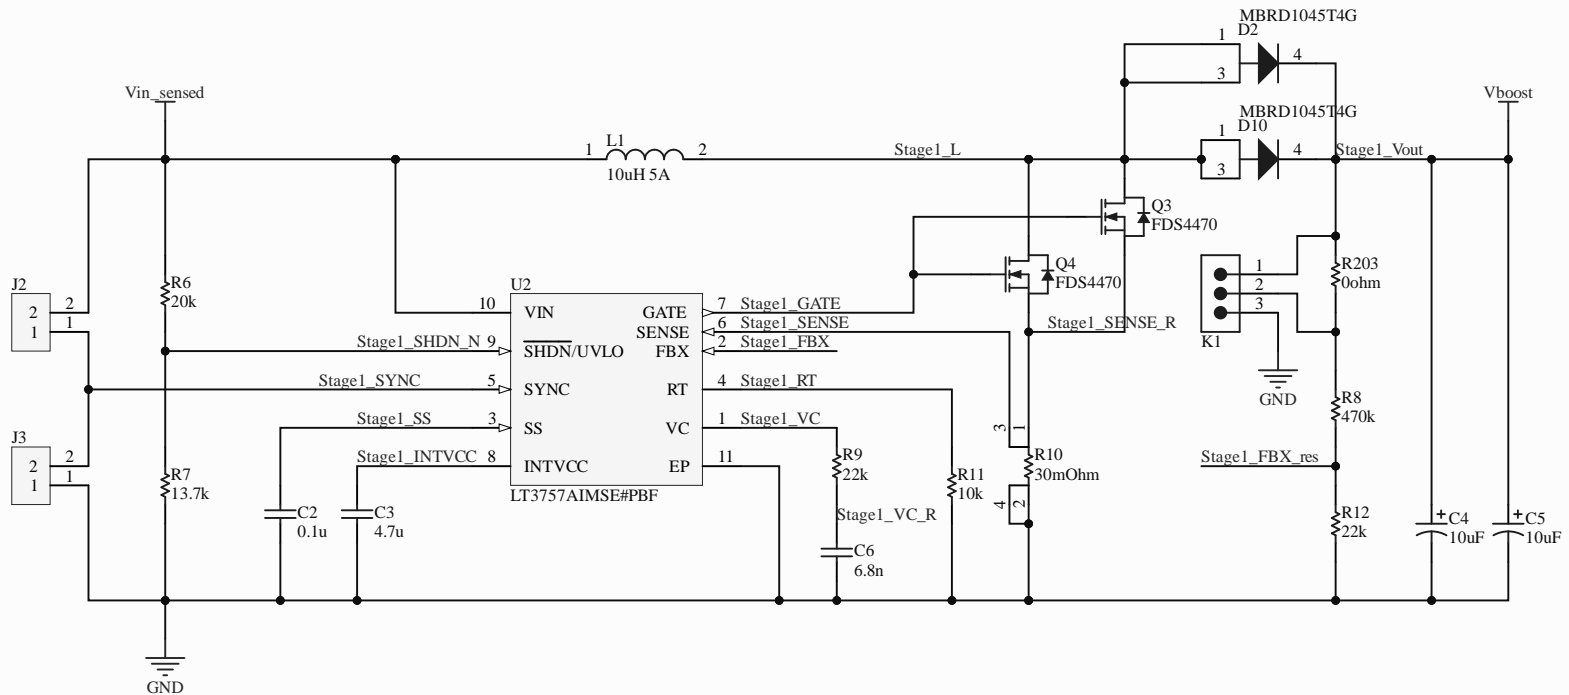 MBRD1045T4G
D2
1
3
4
Vin_sensed
Vboost
MBRD1045T4G
D10
1
3
4
L1
1
2
10uH 5A
Stage1_L
Stage1_Vout
Q3
FDS4470
Q4
FDS4470
R203
0ohm
1
2
3
K1
GND
J2
2
1
2
1
R6
20k
U2
10
VIN
GATE
7
Stage1_GATE
SENSE
6
Stage1_SENSE
Stage1_SENSE_R
Stage1_SHDN_N
9
SHDN/UVLO
FBX
2
Stage1_FBX
Stage1_SYNC
5
SYNC
RT
4
Stage1_RT
Stage1_SS
3
SS
VC
1
Stage1_VC
Stage1_INTVCC
8
INTVCC
EP
11
LT3757AIMSE#PBF
R8
470k
Stage1_FBX_res
J3
2
1
2
1
R7
13.7k
R9
22k
R11
10k
3
1
R10
30mOhm
4
2
C2
0.1u
C3
4.7u
Stage1_VC_R
C6
6.8n
R12
22k
+
C4
10uF
+
C5
10uF
GND